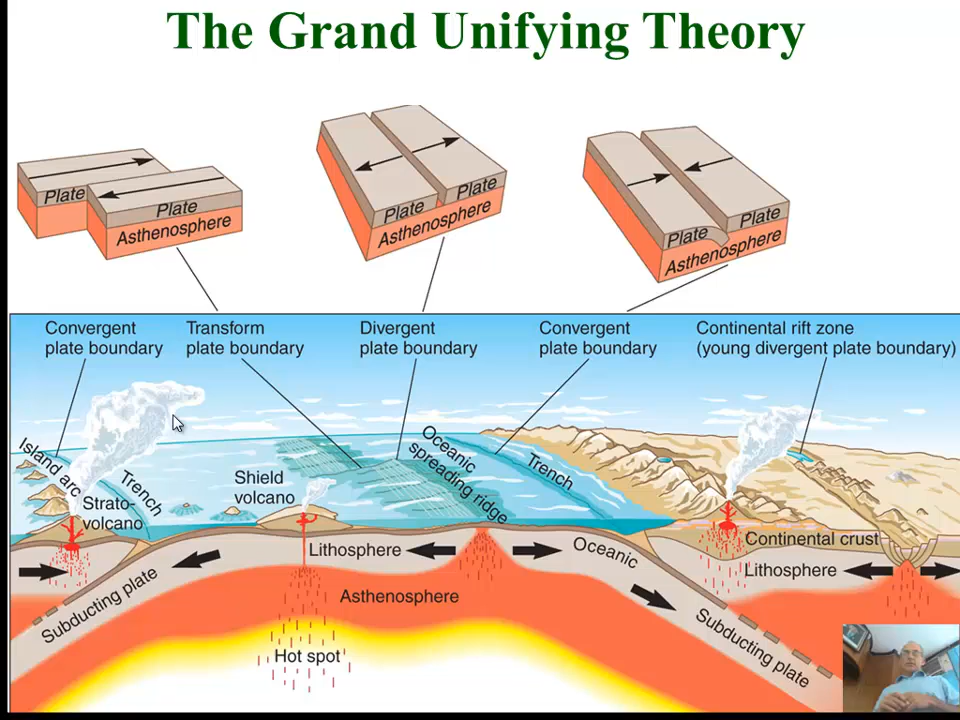 The Grand Unifying Theory
Plate
Plate
Asthenosphere
Plate
Plate
Asthenosphere
Plate
Plate
Asthenosphere
Convergent
plate boundary
Transform
plate boundary
Divergent
plate boundary
Convergent
plate boundary
Continental rift zone
(young divergent plate boundary)
Island arc
Strato-
volcano
Trench
Shield
volcano
Oceanic
spreading ridge
Trench
Lithosphere
Oceanic
Continental crust
Lithosphere
Subducting plate
Asthenosphere
Subducting plate
Hot spot